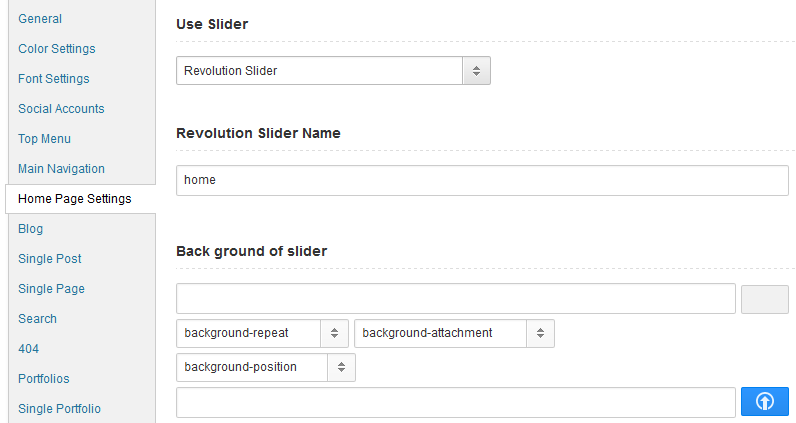 General
Color Settings
Font Settings
Social Accounts
Top Menu
Main Navigation
Home Page Settings
Blog
Single Post
Single Page
Search
404
Portfolios
Single Portfolio
Use Slider
Revolution Slider
Revolution Slider Name
home
Back ground of slider
background-repeat
background-attachment
background-position